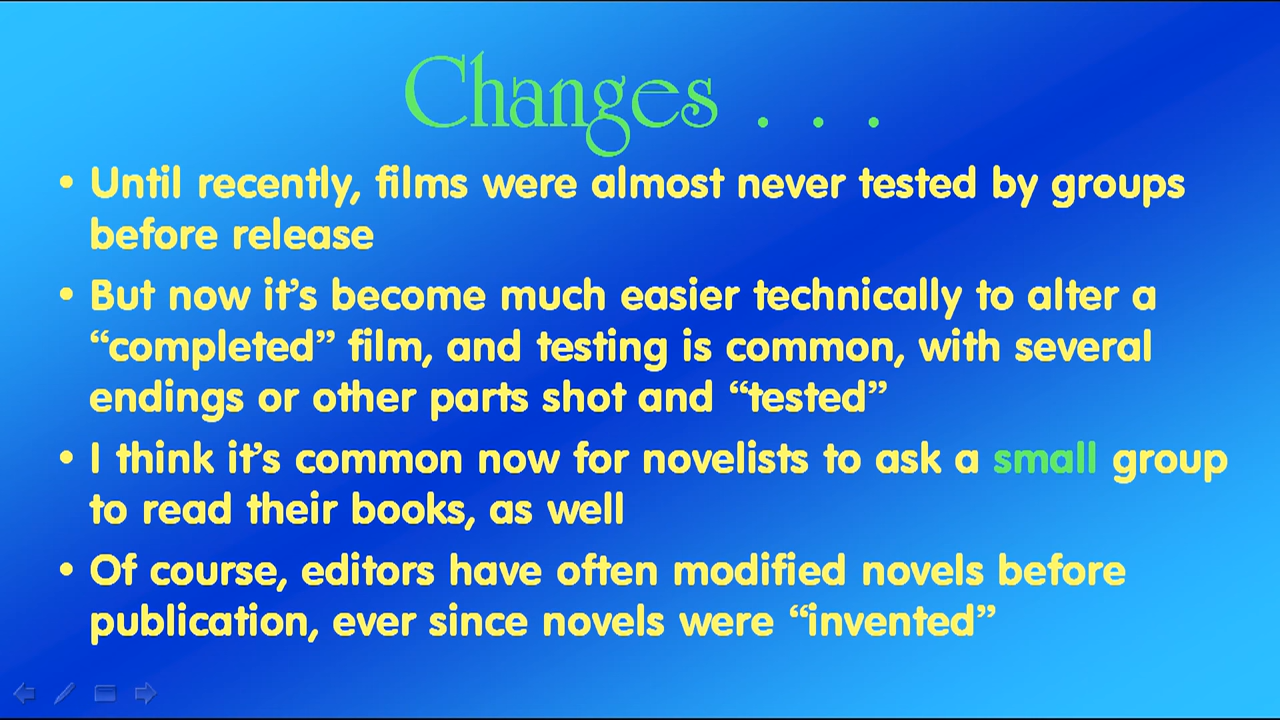 Changes . . .
• Until recently, films were almost never tested by groups
before release
• But now it’s become much easier technically to alter a
“completed” film, and testing is common, with several
endings or other parts shot and “tested”
• I think it’s common now for novelists to ask a small group
to read their books, as well
• Of course, editors have often modified novels before
publication, ever since novels were “invented”